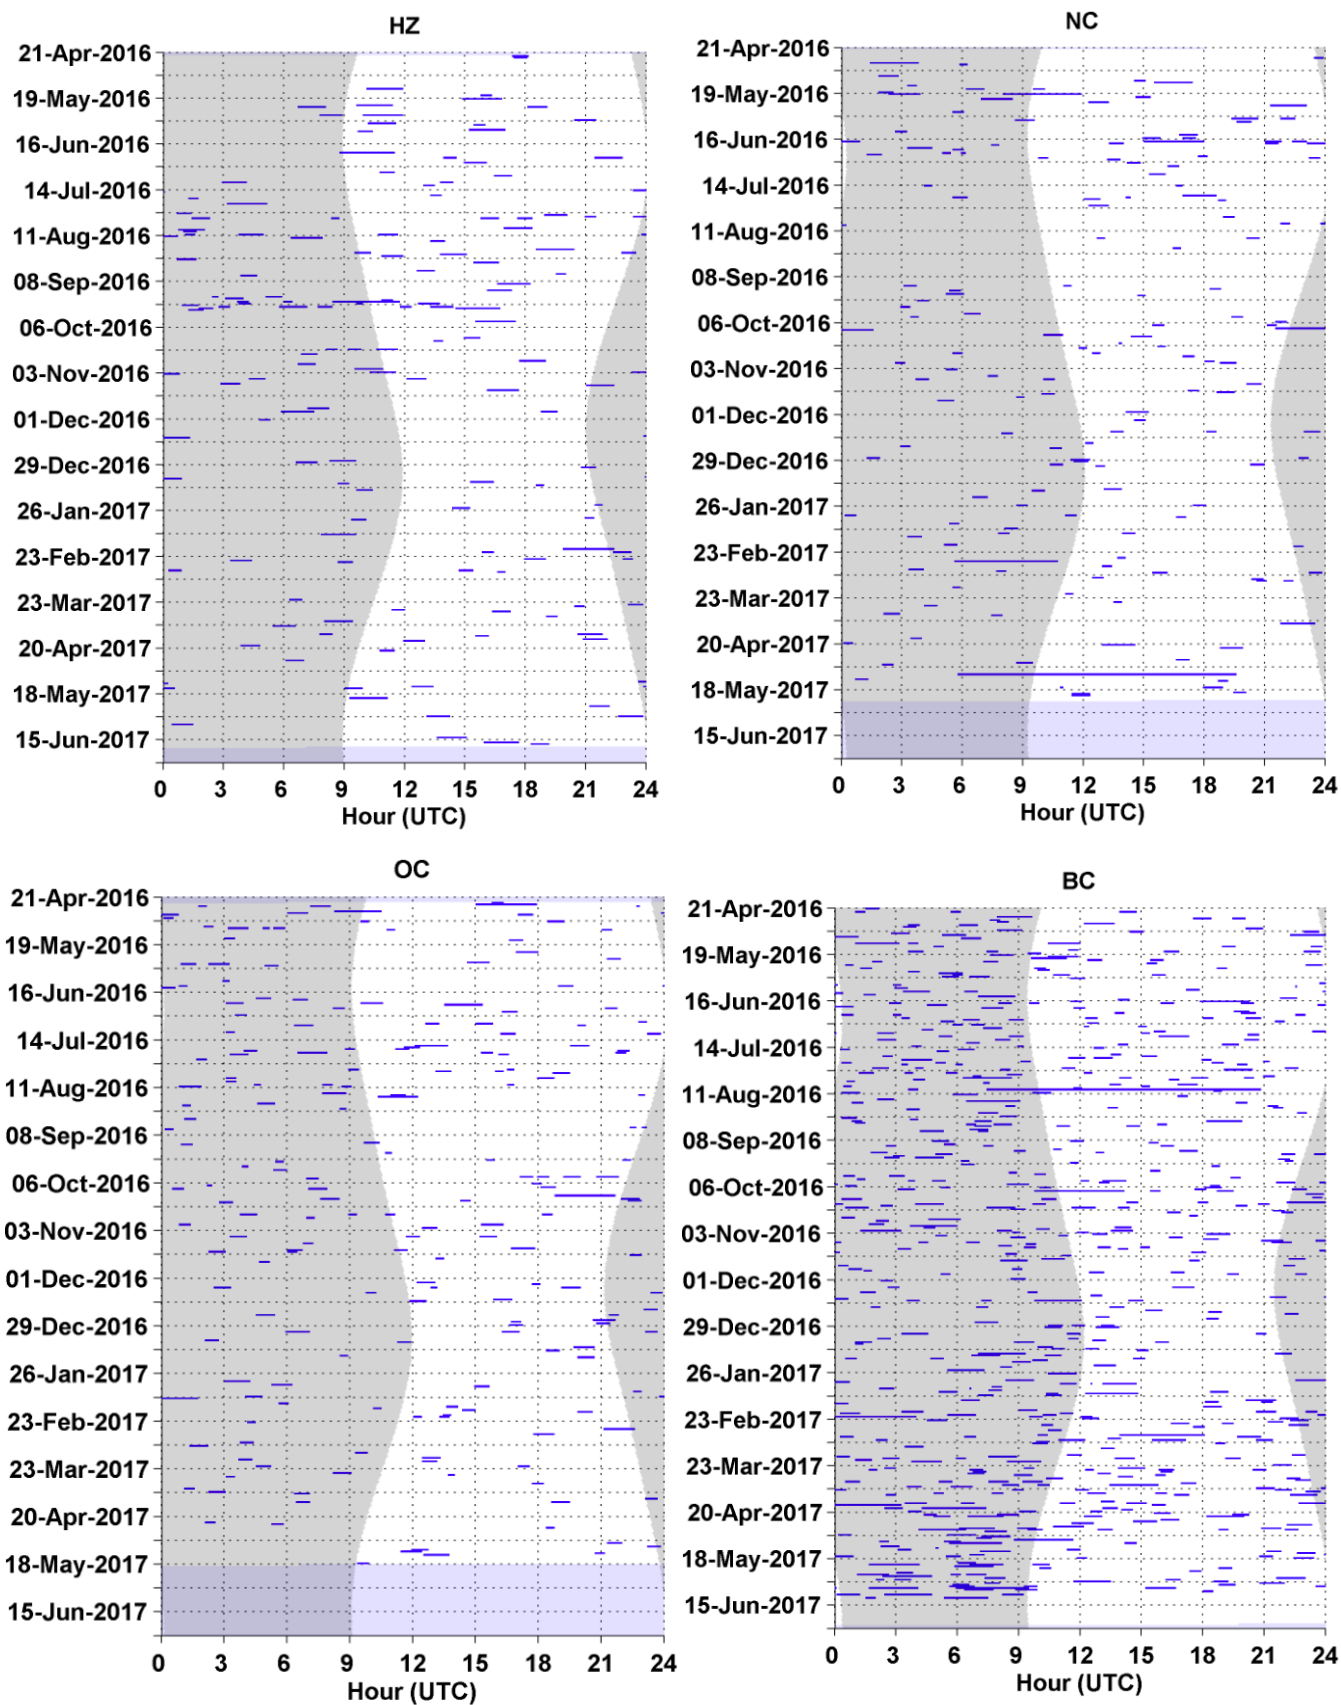 HZ
21-Apr-2016
19-May-2016
16-Jun-2016
14-Jul-2016
11-Aug-2016
08-Sep-2016
06-Oct-2016
03-Nov-2016
01-Dec-2016
29-Dec-2016
26-Jan-2017
23-Feb-2017
23-Mar-2017
20-Apr-2017
18-May-2017
15-Jun-2017
0 3 6 9 12 15 18 21 24
Hour (UTC)
NC
21-Apr-2016
19-May-2016
16-Jun-2016
14-Jul-2016
11-Aug-2016
08-Sep-2016
06-Oct-2016
03-Nov-2016
01-Dec-2016
29-Dec-2016
26-Jan-2017
23-Feb-2017
23-Mar-2017
20-Apr-2017
18-May-2017
15-Jun-2017
0 3 6 9 12 15 18 21 24
Hour (UTC)
OC
21-Apr-2016
19-May-2016
16-Jun-2016
14-Jul-2016
11-Aug-2016
08-Sep-2016
06-Oct-2016
03-Nov-2016
01-Dec-2016
29-Dec-2016
26-Jan-2017
23-Feb-2017
23-Mar-2017
20-Apr-2017
18-May-2017
15-Jun-2017
0 3 6 9 12 15 18 21 24
Hour (UTC)
BC
21-Apr-2016
19-May-2016
16-Jun-2016
14-Jul-2016
11-Aug-2016
08-Sep-2016
06-Oct-2016
03-Nov-2016
01-Dec-2016
29-Dec-2016
26-Jan-2017
23-Feb-2017
23-Mar-2017
20-Apr-2017
18-May-2017
15-Jun-2017
0 3 6 9 12 15 18 21 24
Hour (UTC)